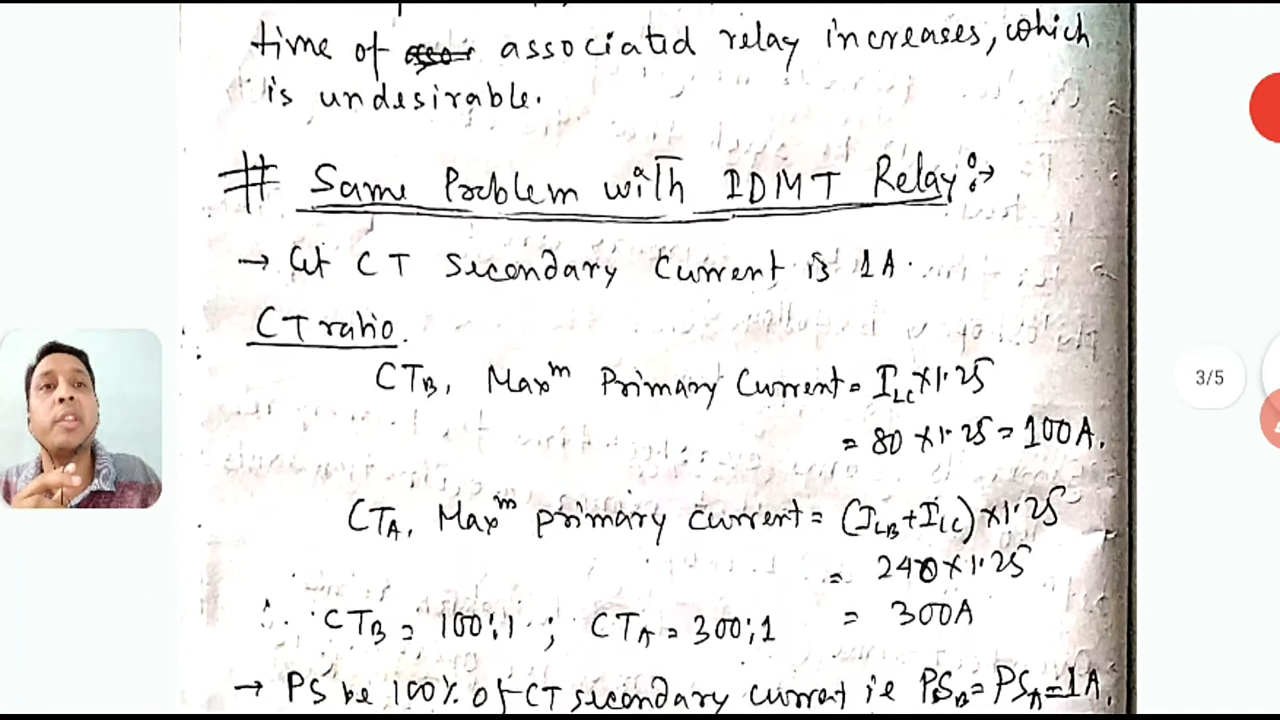 time of associated relay increases, which
is undesirable.
# Same Problem with IDMT Relay :→
→ Let CT Secondary Current is 1A.
CT ratio.
CTB, Maxm Primary Current = ILC × 1.25
= 80 × 1.25 = 100A.
CTA, Maxm primary current = (ILB + ILC) × 1.25
= 240 × 1.25
= 300A
∴ CTB = 100:1 ; CTA = 300:1
→ PS be 100% of CT secondary current ie PSB = PSA = 1A.
3/5